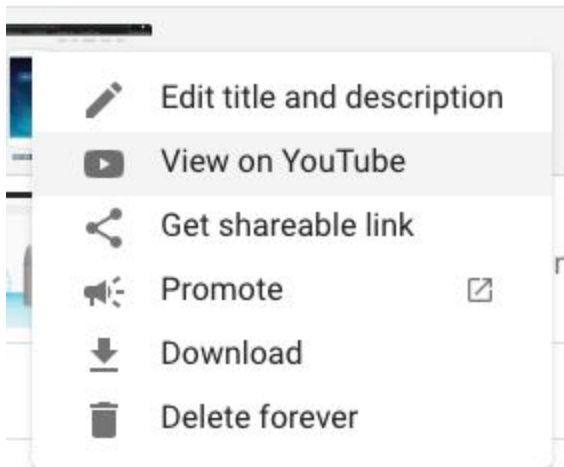 Edit title and description
View on YouTube
Get shareable link
Promote
Download
Delete forever